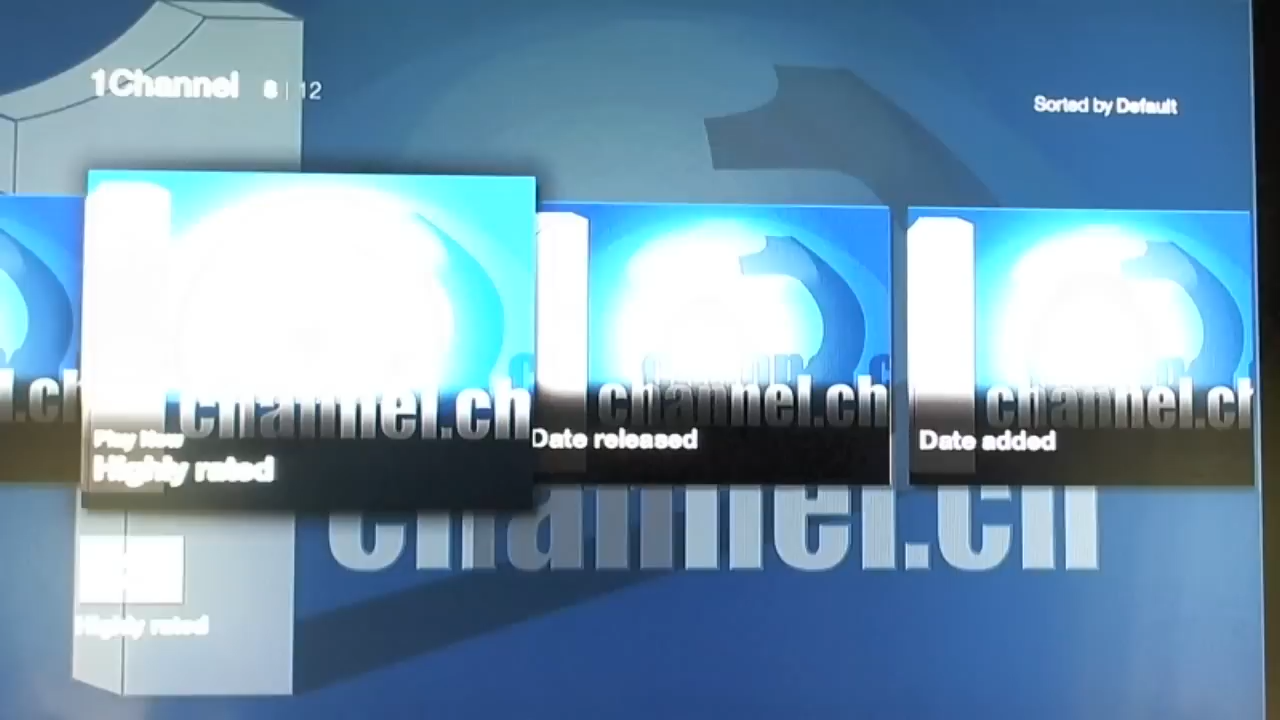 1Channel 8 | 12
Sorted by Default
l.ch
channel.ch
channel.ch
channel.ch
Play Now
Highly rated
Date released
Date added
channel.ch
Highly rated